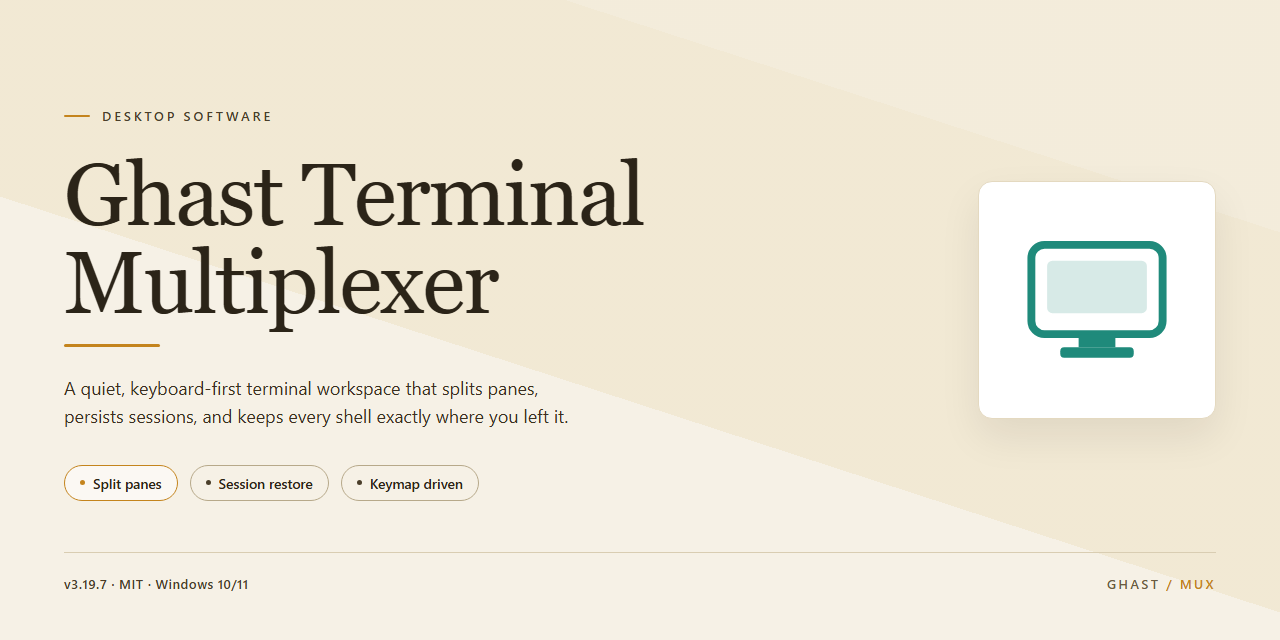 DESKTOP SOFTWARE
Ghast Terminal
Multiplexer
A quiet, keyboard-first terminal workspace that splits panes,
persists sessions, and keeps every shell exactly where you left it.
Split panes
Session restore
Keymap driven
v3.19.7 · MIT · Windows 10/11
GHAST / MUX